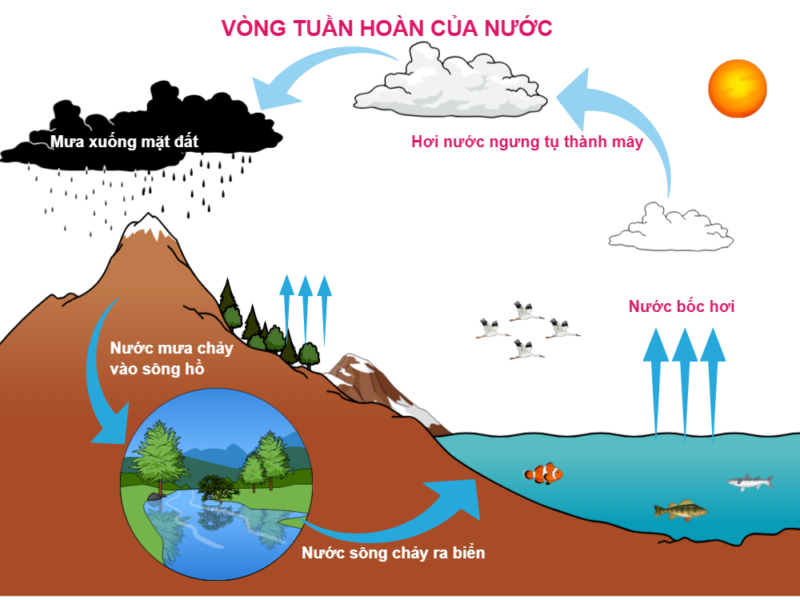 VÒNG TUẦN HOÀN CỦA NƯỚC
Mưa xuống mặt đất
Hơi nước ngưng tụ thành mây
Nước bốc hơi
Nước mưa chảy
vào sông hồ
Nước sông chảy ra biển